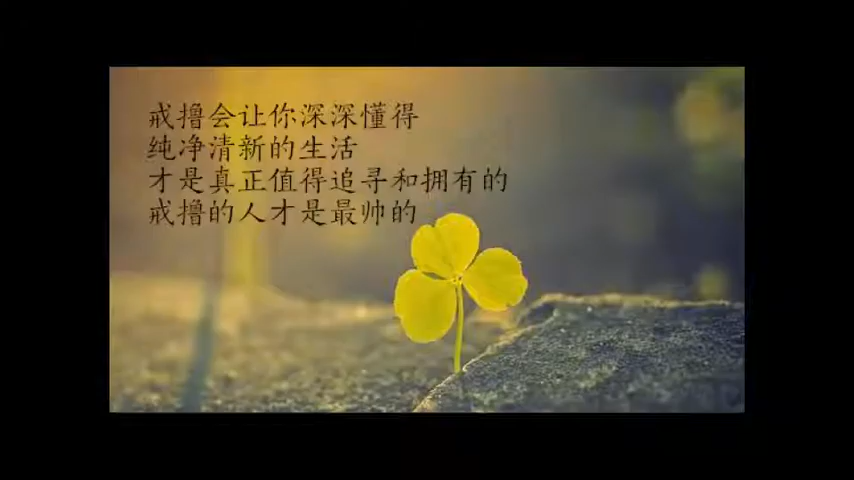 戒撸会让你深深懂得
纯净清新的生活
才是真正值得追寻和拥有的
戒撸的人才是最帅的